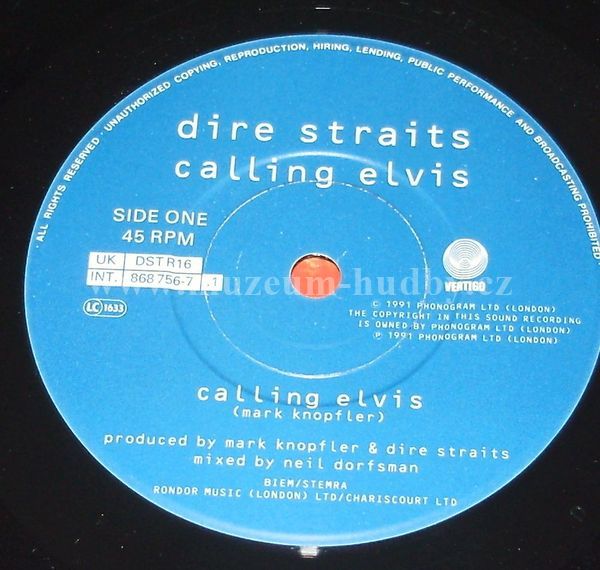 ALL RIGHTS RESERVED · UNAUTHORIZED COPYING, REPRODUCTION, HIRING, LENDING, PUBLIC PERFORMANCE AND BROADCASTING PROHIBITED
dire straits
calling elvis
SIDE ONE
45 RPM
UK DSTR16
INT. 868 756-7 .1
LC 1633
VERTIGO
www.muzeum-hudby.cz
© 1991 PHONOGRAM LTD (LONDON)
THE COPYRIGHT IN THIS SOUND RECORDING
IS OWNED BY PHONOGRAM LTD (LONDON)
℗ 1991 PHONOGRAM LTD (LONDON)
calling elvis
(mark knopfler)
produced by mark knopfler & dire straits
mixed by neil dorfsman
BIEM/STEMRA
RONDOR MUSIC (LONDON) LTD/CHARISCOURT LTD